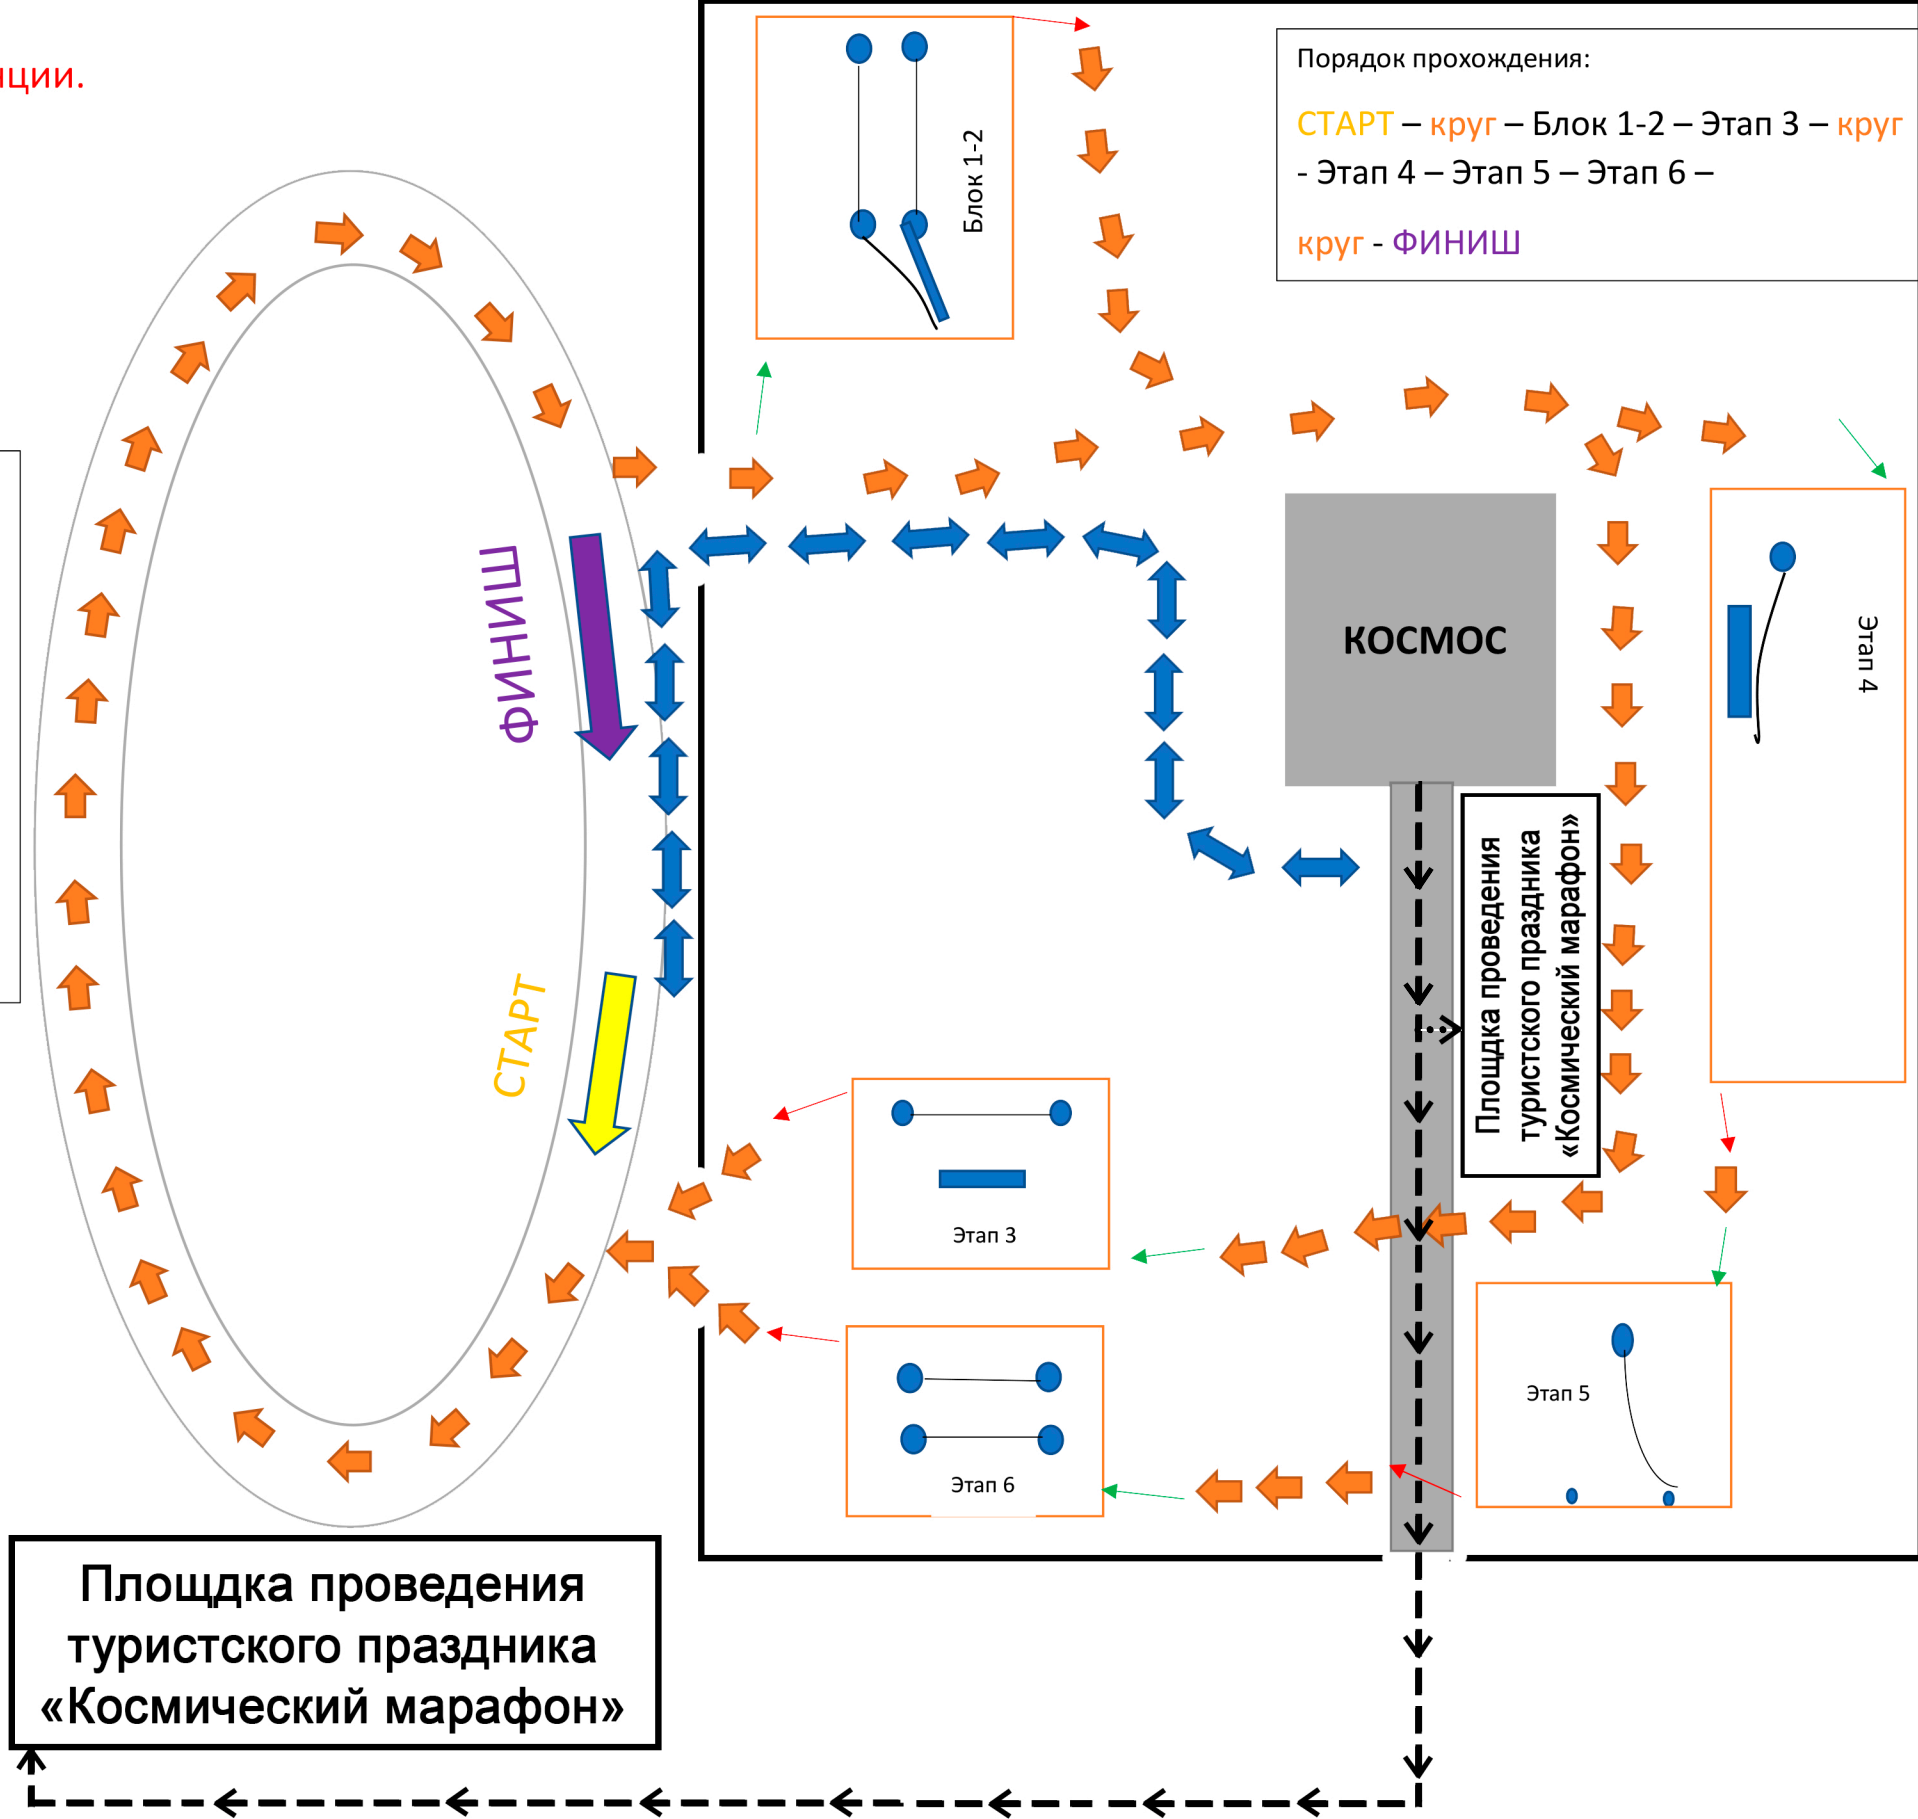 Порядок прохождения:
СТАРТ – круг – Блок 1-2 – Этап 3 – круг
- Этап 4 – Этап 5 – Этап 6 –
круг - ФИНИШ
Блок 1-2
ФИНИШ
КОСМОС
Этап 4
Площдка проведения
туристского праздника
«Космический марафон»
СТАРТ
Этап 3
Этап 5
Этап 6
Площдка проведения
туристского праздника
«Космический марафон»